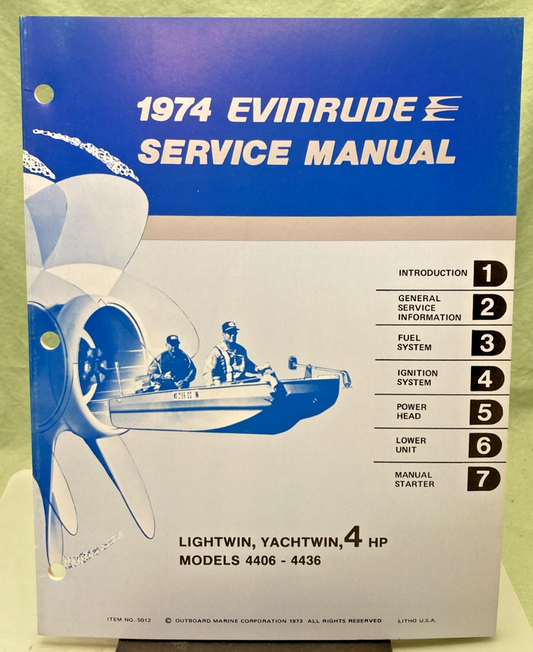 1974 EVINRUDE
SERVICE MANUAL
INTRODUCTION 1
GENERAL
SERVICE
INFORMATION 2
FUEL
SYSTEM 3
IGNITION
SYSTEM 4
POWER
HEAD 5
LOWER
UNIT 6
MANUAL
STARTER 7
LIGHTWIN, YACHTWIN, 4 HP
MODELS 4406 - 4436
ITEM NO. 5012 © OUTBOARD MARINE CORPORATION 1973 ALL RIGHTS RESERVED LITHO U.S.A.